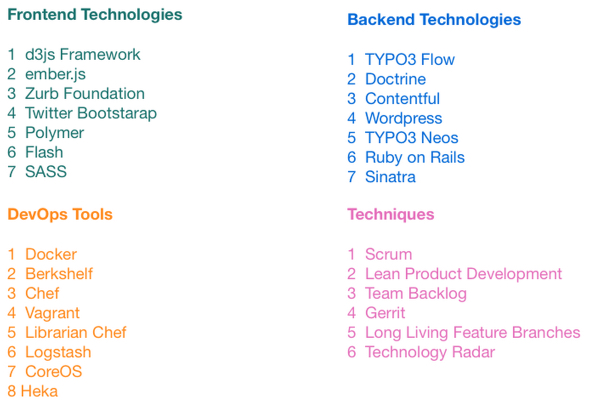 Frontend Technologies
1 d3js Framework
2 ember.js
3 Zurb Foundation
4 Twitter Bootstarap
5 Polymer
6 Flash
7 SASS
Backend Technologies
1 TYPO3 Flow
2 Doctrine
3 Contentful
4 Wordpress
5 TYPO3 Neos
6 Ruby on Rails
7 Sinatra
DevOps Tools
1 Docker
2 Berkshelf
3 Chef
4 Vagrant
5 Librarian Chef
6 Logstash
7 CoreOS
8 Heka
Techniques
1 Scrum
2 Lean Product Development
3 Team Backlog
4 Gerrit
5 Long Living Feature Branches
6 Technology Radar